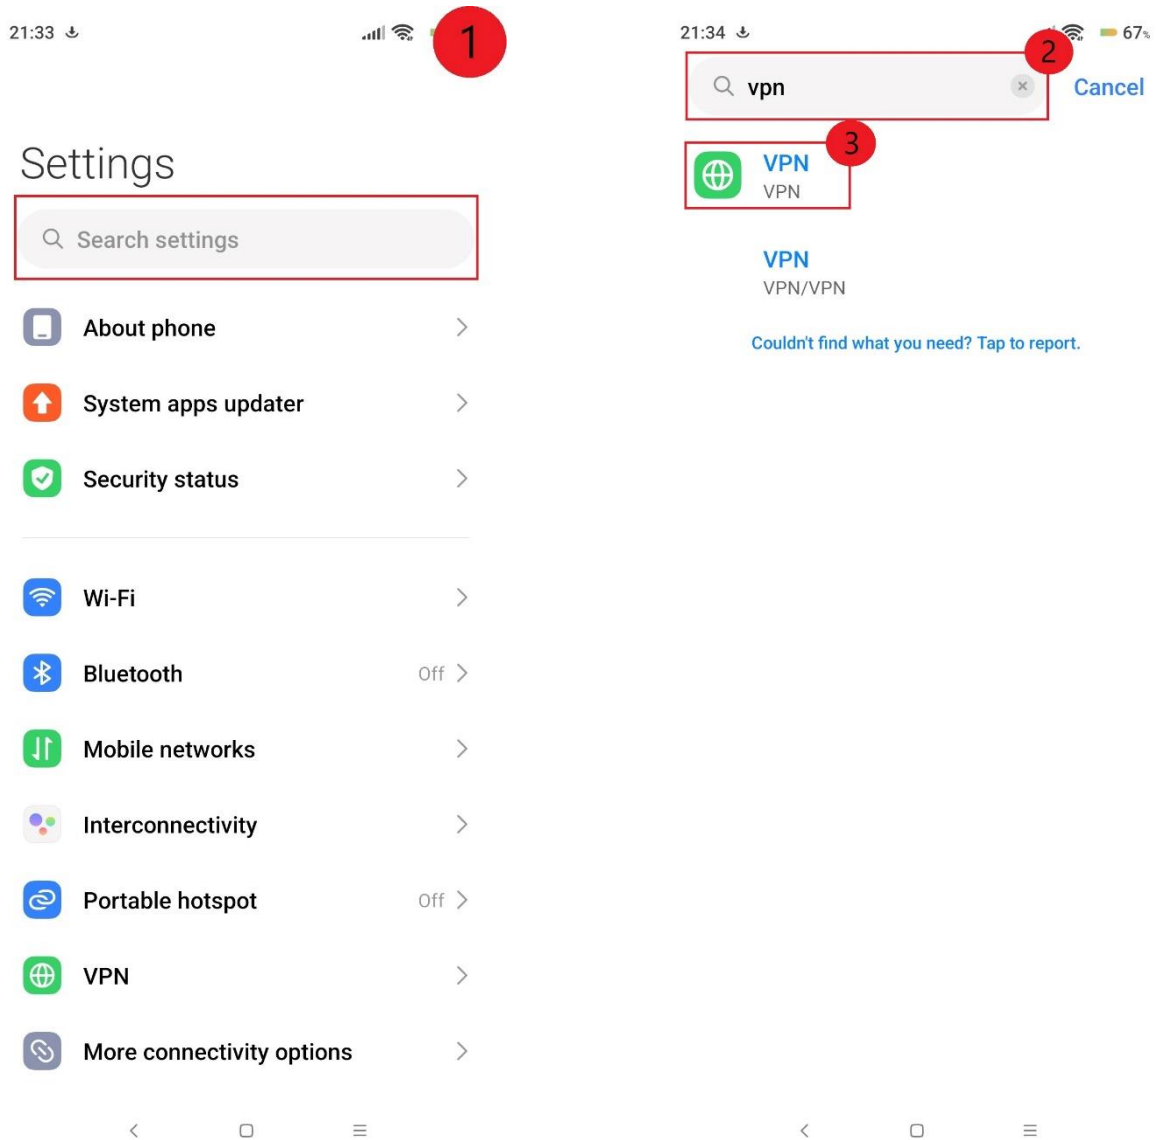 21:33
1
Settings
Search settings
About phone
System apps updater
Security status
Wi-Fi
Bluetooth Off
Mobile networks
Interconnectivity
Portable hotspot Off
VPN
More connectivity options
21:34 67%
2
vpn Cancel
3
VPN
VPN
VPN
VPN/VPN
Couldn't find what you need? Tap to report.